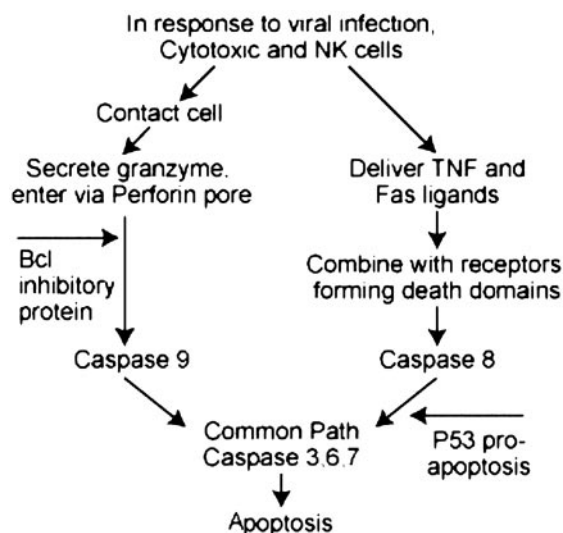 In response to viral infection,
Cytotoxic and NK cells
Contact cell
Secrete granzyme,
enter via Perforin pore
Deliver TNF and
Fas ligands
Bcl
inhibitory
protein
Combine with receptors
forming death domains
Caspase 9
Caspase 8
Common Path
Caspase 3,6,7
P53 pro-
apoptosis
Apoptosis